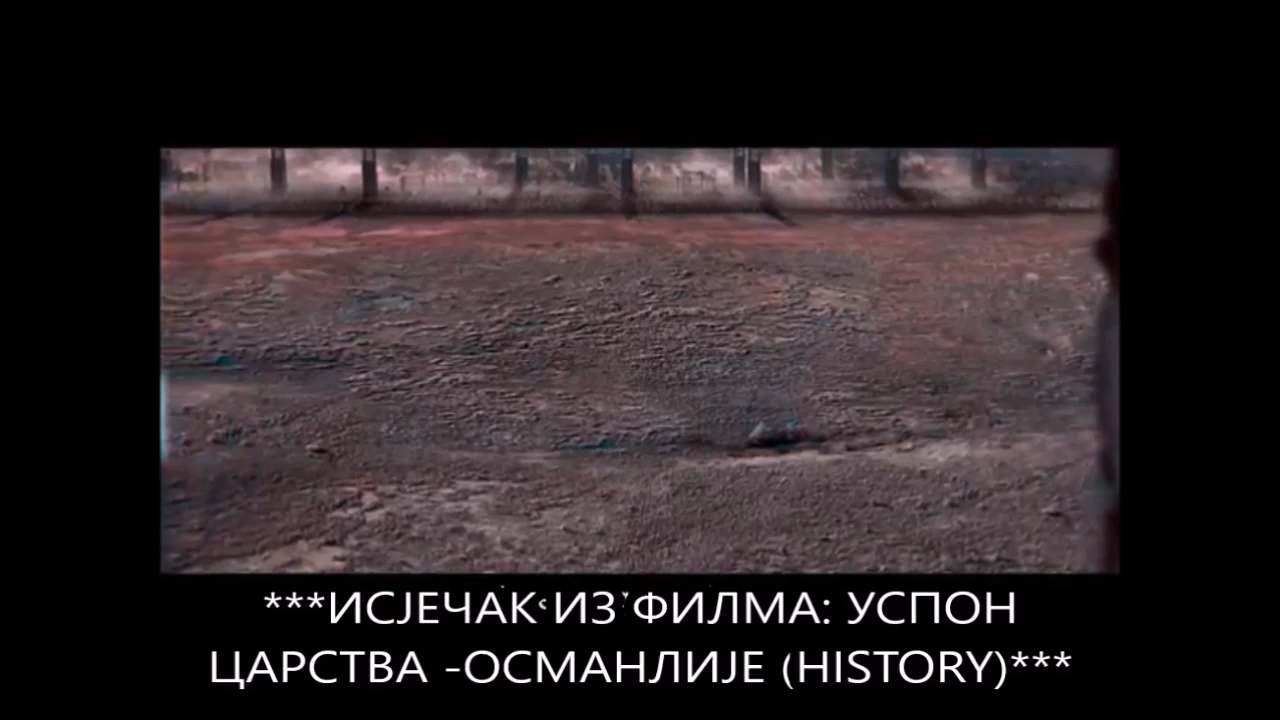 ***ИСЈЕЧАК ИЗ ФИЛМА: УСПОН
ЦАРСТВА -ОСМАНЛИЈЕ (HISTORY)***